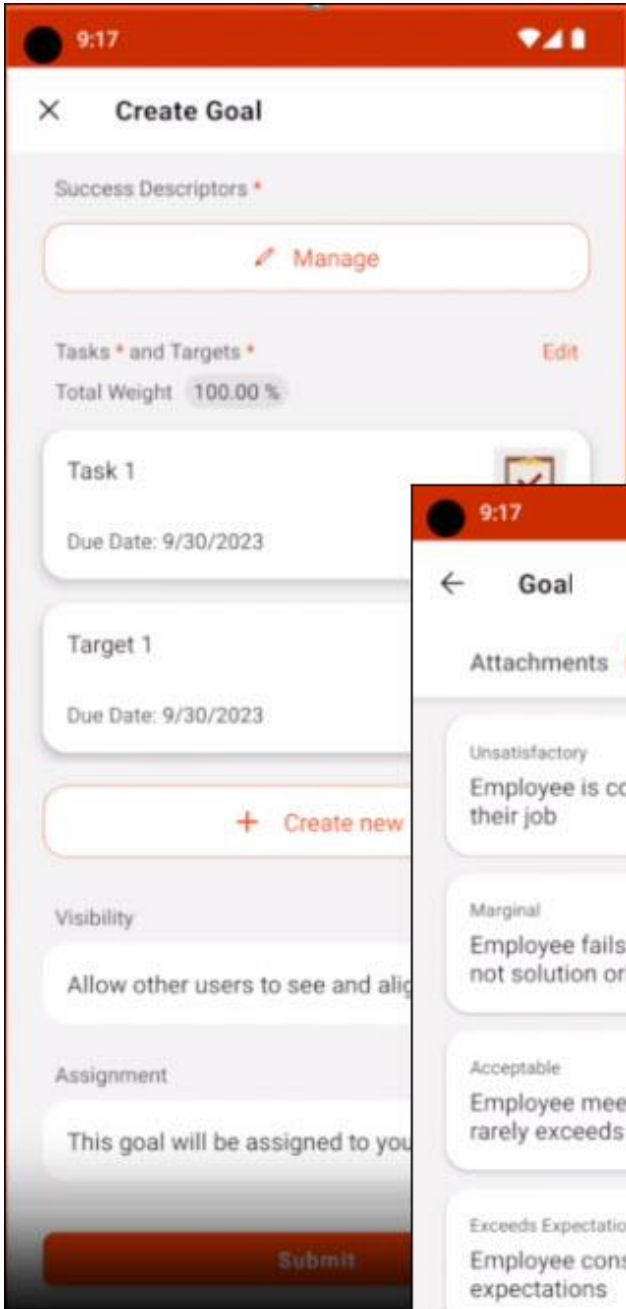 9:17
Create Goal
Success Descriptors *
Manage
Tasks * and Targets *
Edit
Total Weight 100.00 %
Task 1
Due Date: 9/30/2023
Target 1
Due Date: 9/30/2023
+ Create new
Visibility
Allow other users to see and alig
Assignment
This goal will be assigned to you
Submit
9:17
Goal
Attachments
Unsatisfactory
Employee is co
their job
Marginal
Employee fails
not solution or
Acceptable
Employee mee
rarely exceeds
Exceeds Expectatio
Employee cons
expectations